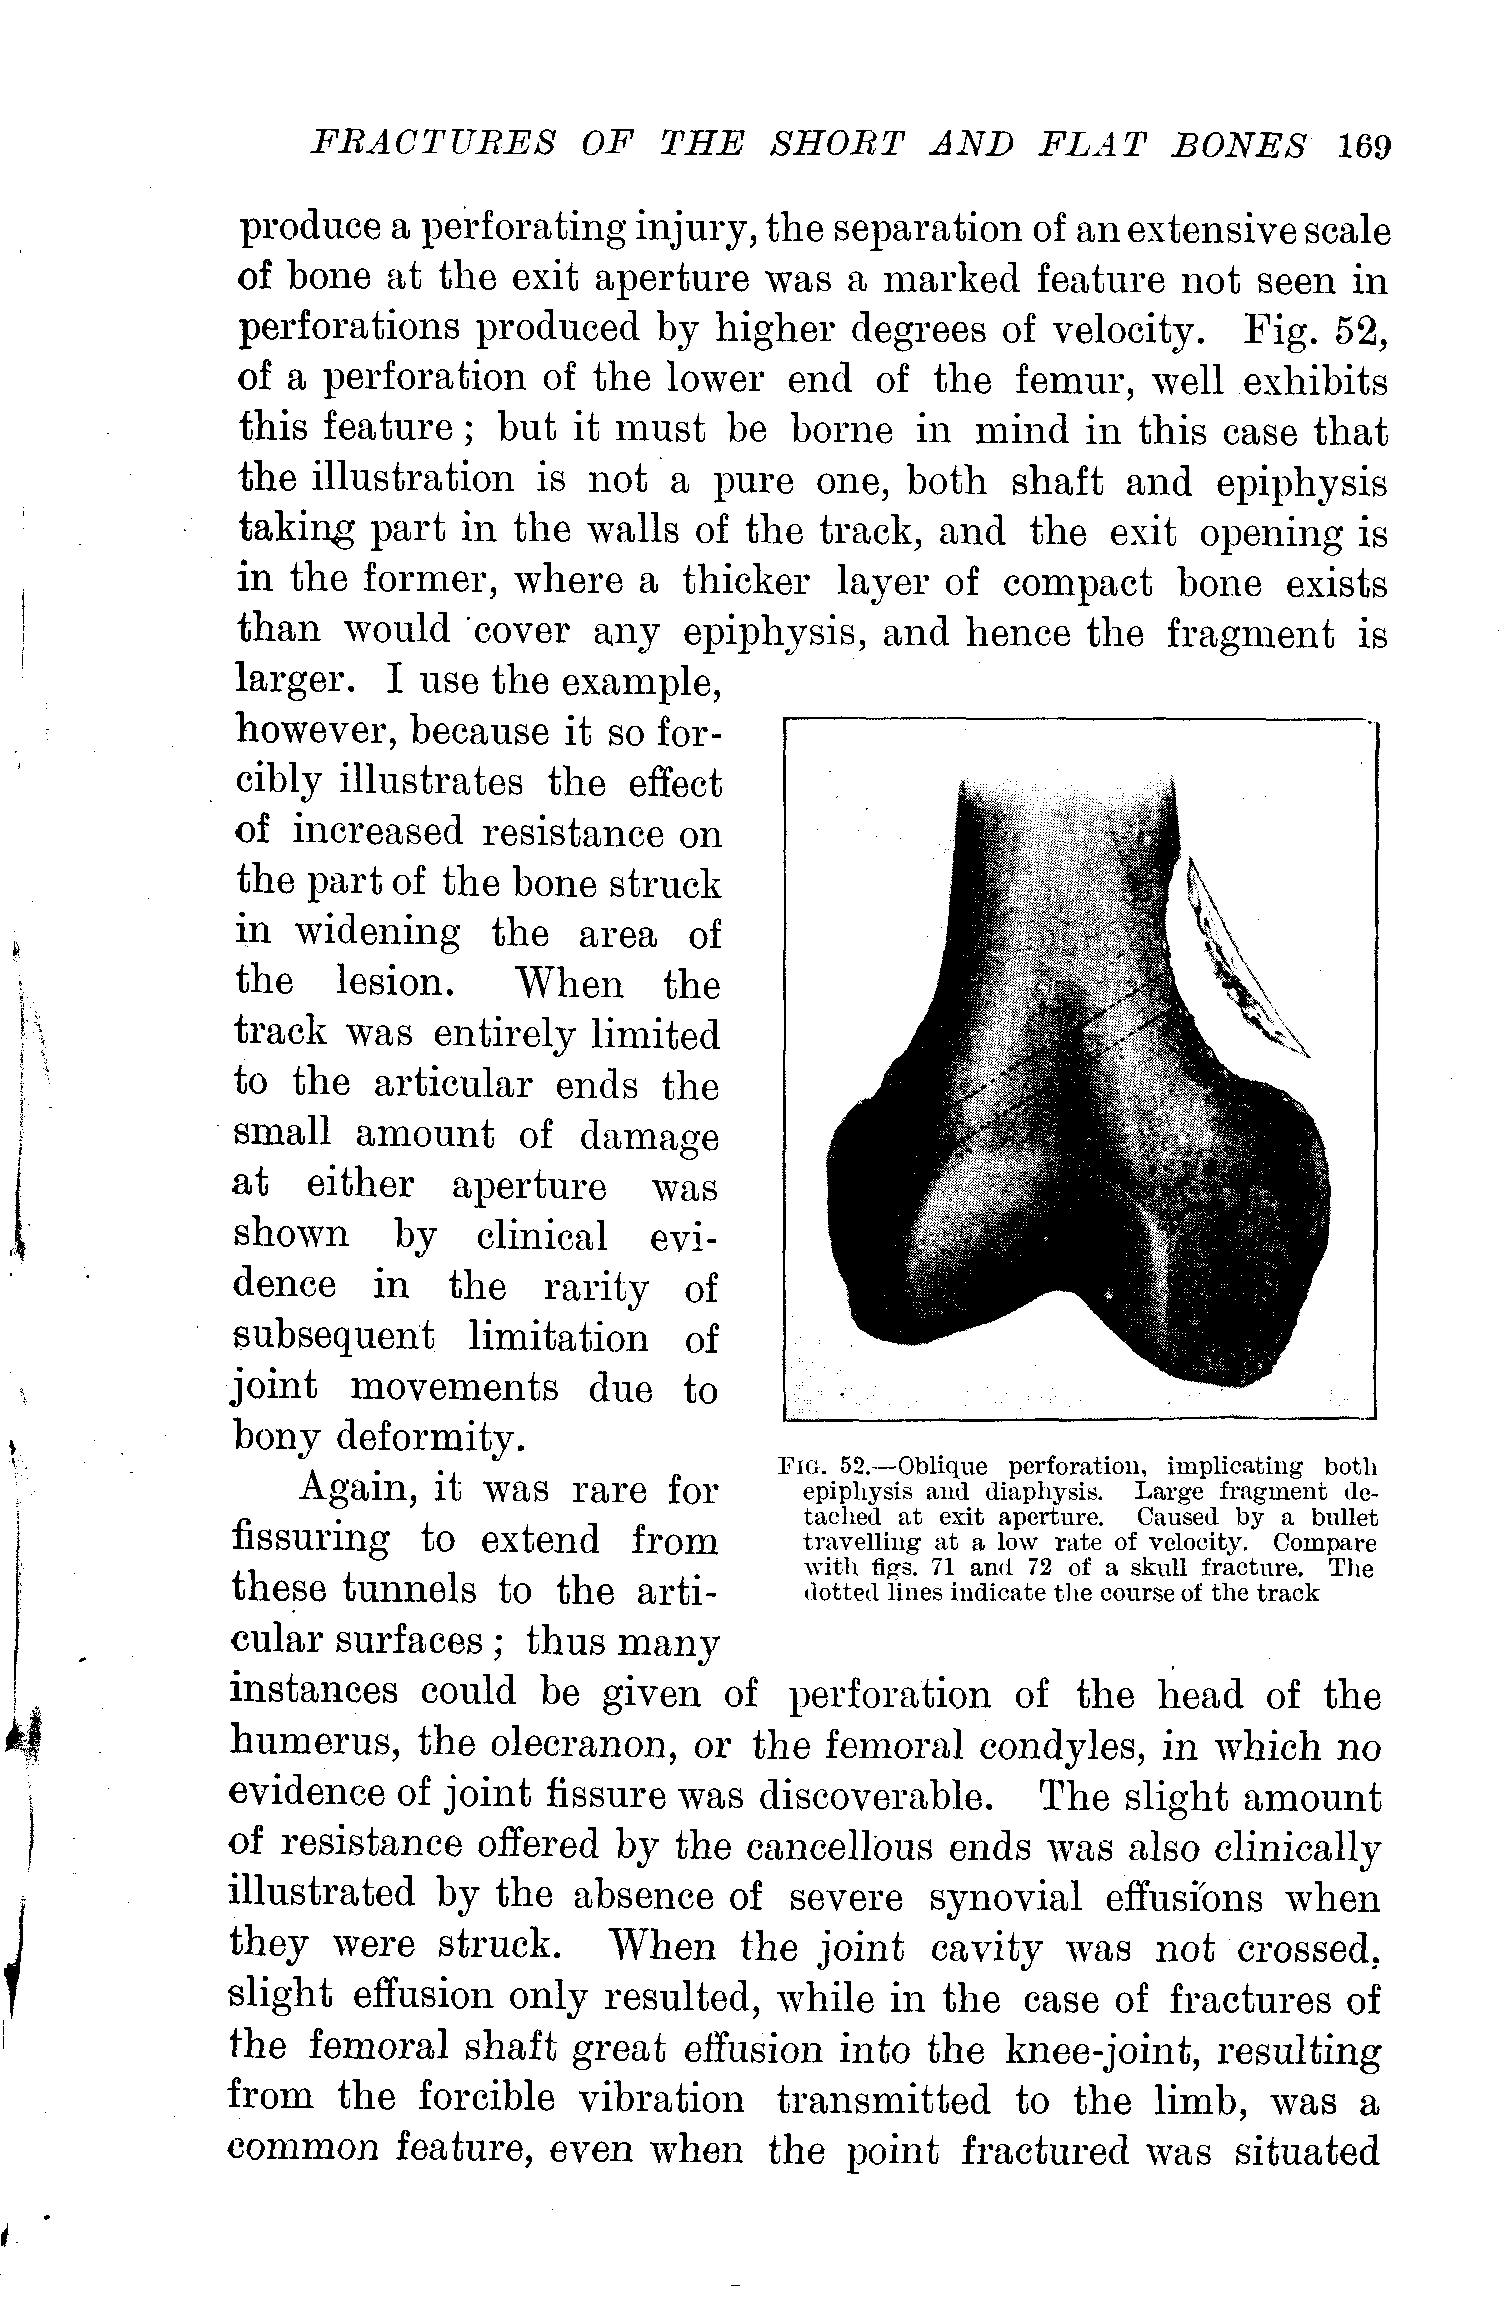 FRACTURES OF THE SHORT AND FLAT BONES 169
produce a perforating injury, the separation of an extensive scale
of bone at the exit aperture was a marked feature not seen in
perforations produced by higher degrees of velocity. Fig. 52,
of a perforation of the lower end of the femur, well exhibits
this feature; but it must be borne in mind in this case that
the illustration is not a pure one, both shaft and epiphysis
taking part in the walls of the track, and the exit opening is
in the former, where a thicker layer of compact bone exists
than would cover any epiphysis, and hence the fragment is
larger. I use the example,
however, because it so for-
cibly illustrates the effect
of increased resistance on
the part of the bone struck
in widening the area of
the lesion. When the
track was entirely limited
to the articular ends the
small amount of damage
at either aperture was
shown by clinical evi-
dence in the rarity of
subsequent limitation of
joint movements due to
bony deformity.
Again, it was rare for
fissuring to extend from
these tunnels to the arti-
cular surfaces; thus many
FIG. 52.—Oblique perforation, implicating both
epiphysis and diaphysis. Large fragment de-
tached at exit aperture. Caused by a bullet
travelling at a low rate of velocity. Compare
with figs. 71 and 72 of a skull fracture. The
dotted lines indicate the course of the track
instances could be given of perforation of the head of the
humerus, the olecranon, or the femoral condyles, in which no
evidence of joint fissure was discoverable. The slight amount
of resistance offered by the cancellous ends was also clinically
illustrated by the absence of severe synovial effusions when
they were struck. When the joint cavity was not crossed,
slight effusion only resulted, while in the case of fractures of
the femoral shaft great effusion into the knee-joint, resulting
from the forcible vibration transmitted to the limb, was a
common feature, even when the point fractured was situated